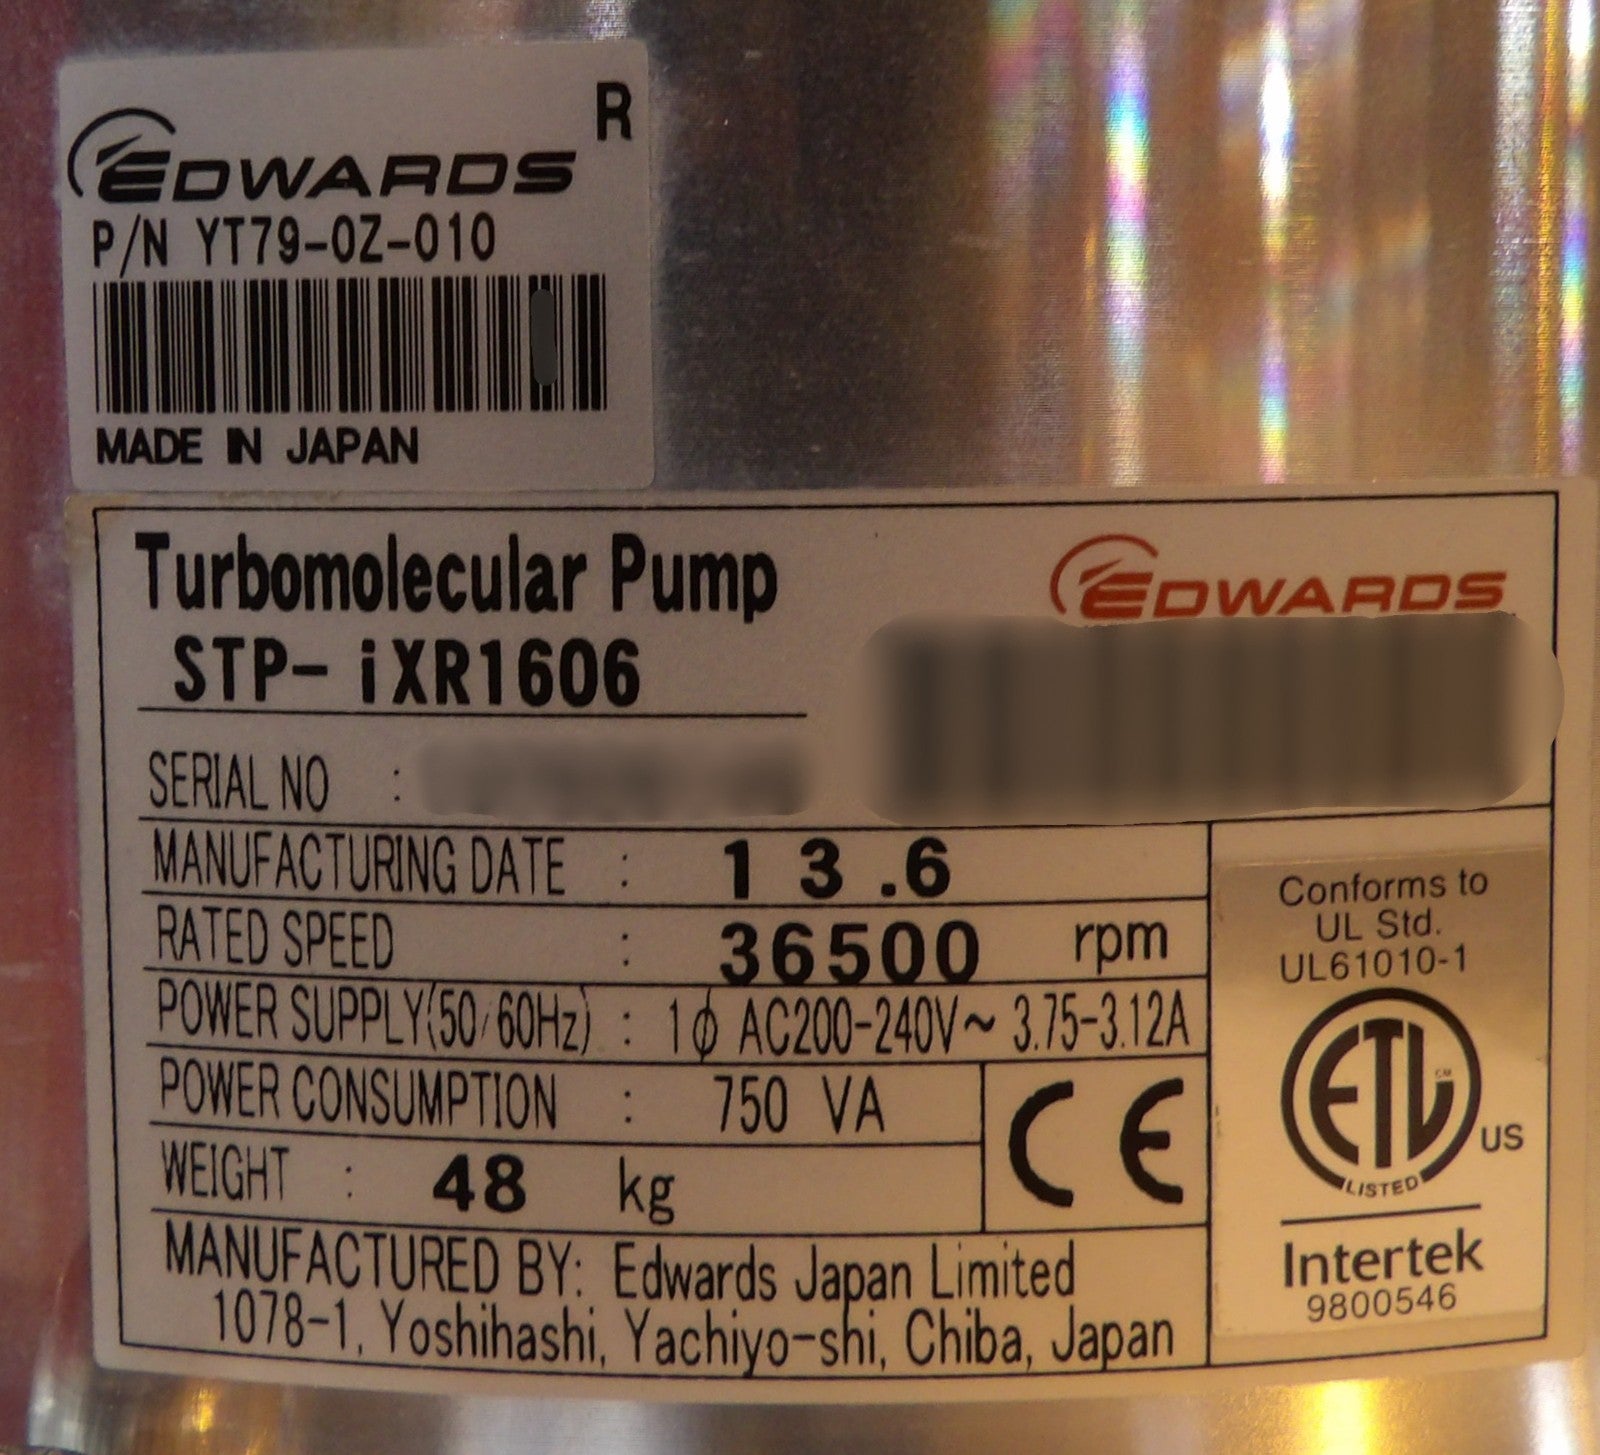 EDWARDS R
P/N YT79-0Z-010
MADE IN JAPAN
Turbomolecular Pump
EDWARDS
STP-iXR1606
SERIAL NO :
MANUFACTURING DATE : 13.6
RATED SPEED : 36500 rpm
POWER SUPPLY(50/60Hz) : 1ϕ AC200-240V~ 3.75-3.12A
POWER CONSUMPTION : 750 VA
WEIGHT : 48 kg
CE
MANUFACTURED BY: Edwards Japan Limited
1078-1, Yoshihashi, Yachiyo-shi, Chiba, Japan
Conforms to
UL Std.
UL61010-1
ETL CM
US
LISTED
Intertek
9800546